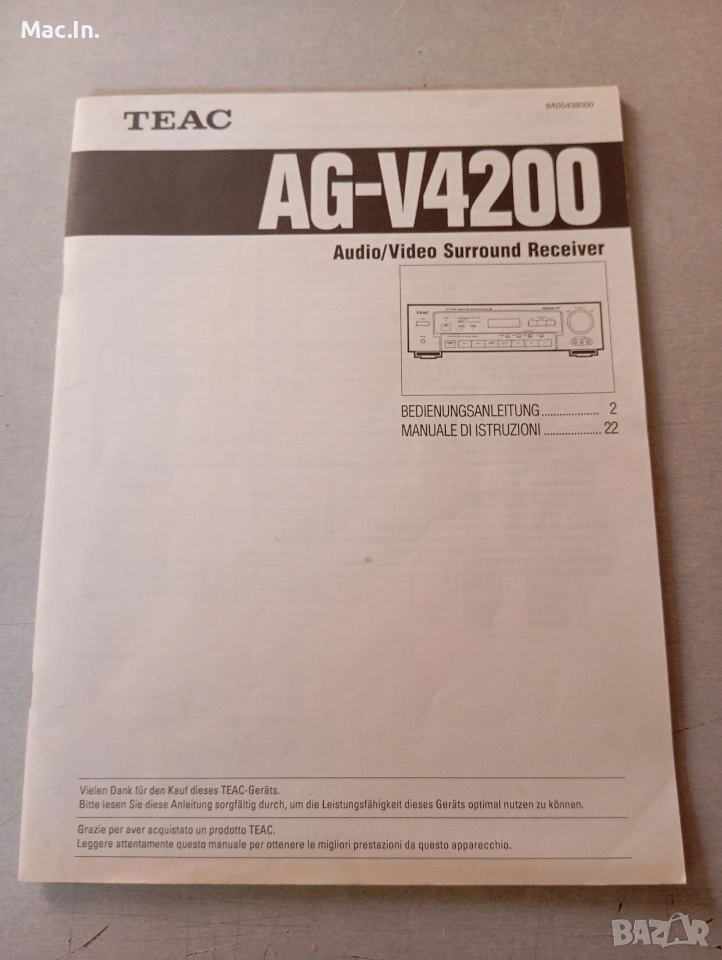 Mac.In.
TEAC
9A05438000
AG-V4200
Audio/Video Surround Receiver
TEAC
BEDIENUNGSANLEITUNG ................... 2
MANUALE DI ISTRUZIONI ................... 22
Vielen Dank für den Kauf dieses TEAC-Geräts.
Bitte lesen Sie diese Anleitung sorgfältig durch, um die Leistungsfähigkeit dieses Geräts optimal nutzen zu können.
Grazie per aver acquistato un prodotto TEAC.
Leggere attentamente questo manuale per ottenere le migliori prestazioni da questo apparecchio.
BAZAR